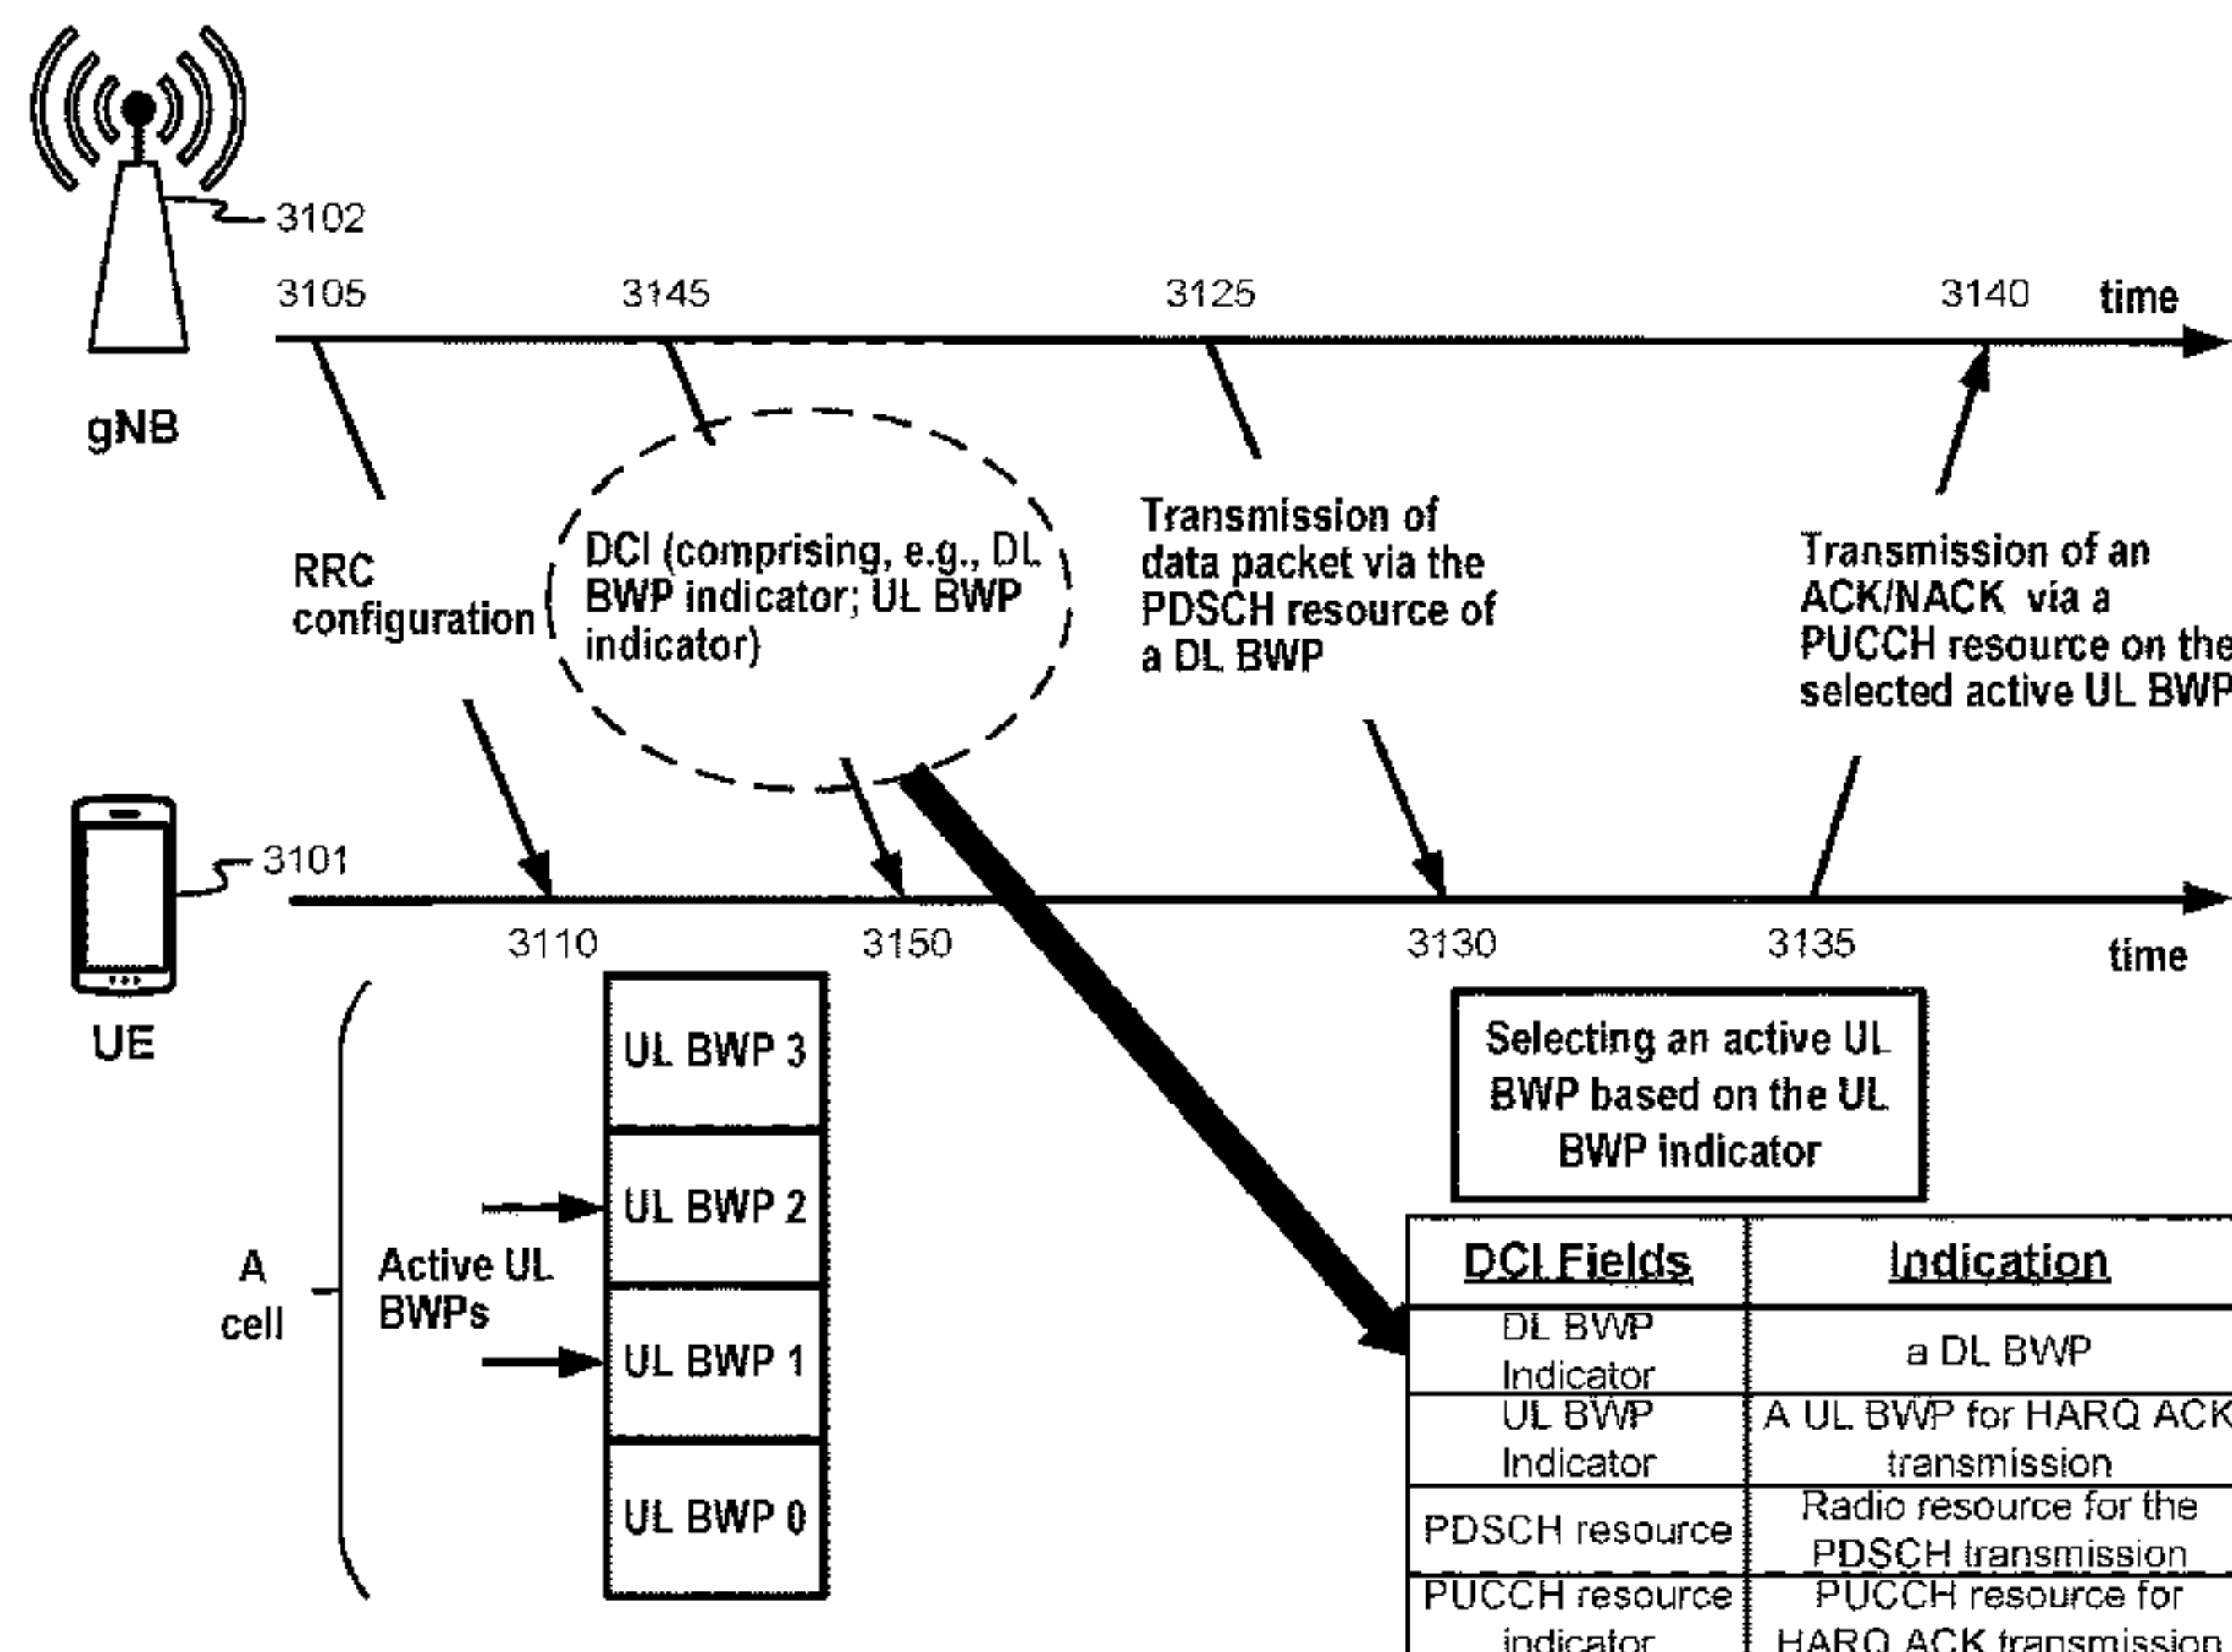 3102
3105
3145
3125
3140
time
gNB
RRC
configuration
DCI (comprising, e.g., DL
BWP indicator; UL BWP
indicator)
Transmission of
data packet via the
PDSCH resource of
a DL BWP
Transmission of an
ACK/NACK via a
PUCCH resource on the
selected active UL BWP
3101
UE
3110
3150
3130
3135
time
A
cell
Active UL
BWPs
UL BWP 3
UL BWP 2
UL BWP 1
UL BWP 0
Selecting an active UL
BWP based on the UL
BWP indicator
DCI Fields
Indication
DL BWP
Indicator
a DL BWP
UL BWP
Indicator
A UL BWP for HARQ ACK
transmission
PDSCH resource
Radio resource for the
PDSCH transmission
PUCCH resource
indicator
PUCCH resource for
HARQ ACK transmission